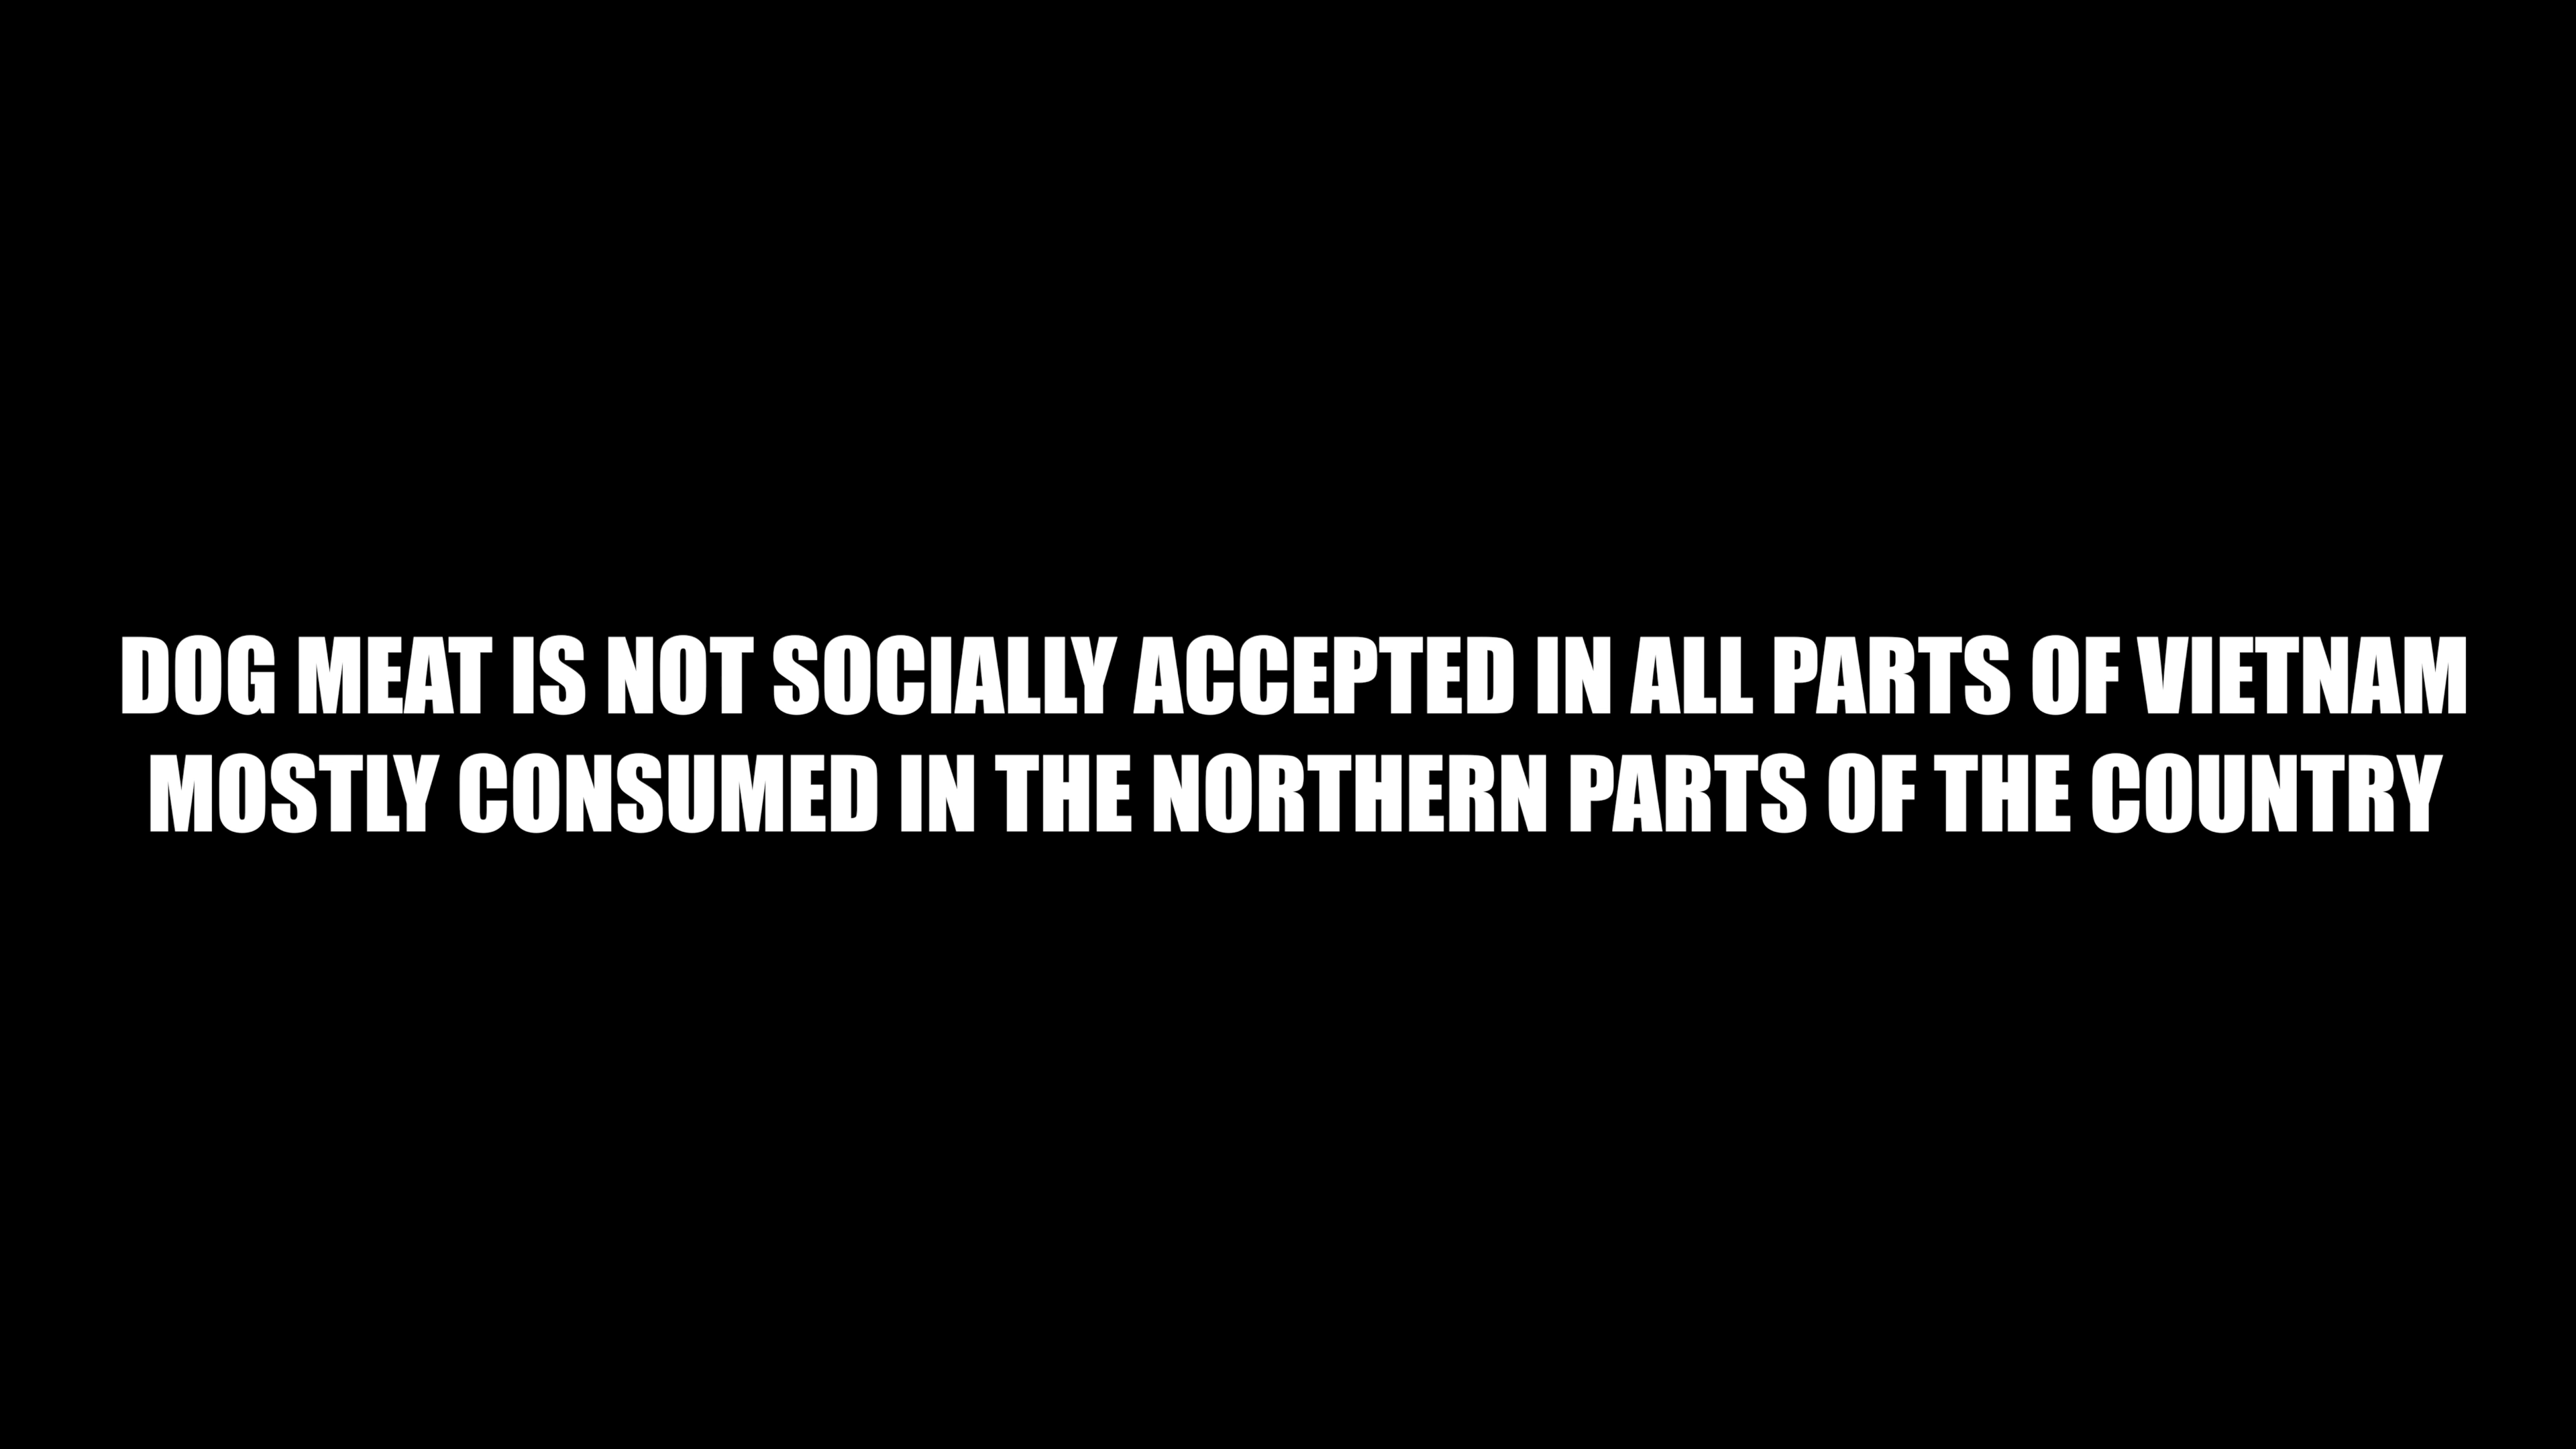 DOG MEAT IS NOT SOCIALLY ACCEPTED IN ALL PARTS OF VIETNAM
MOSTLY CONSUMED IN THE NORTHERN PARTS OF THE COUNTRY